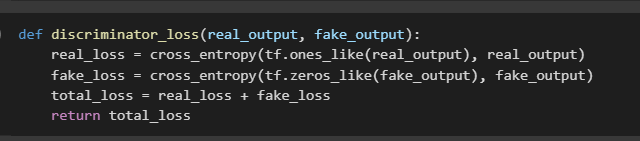 def discriminator_loss(real_output, fake_output):
    real_loss = cross_entropy(tf.ones_like(real_output), real_output)
    fake_loss = cross_entropy(tf.zeros_like(fake_output), fake_output)
    total_loss = real_loss + fake_loss
    return total_loss